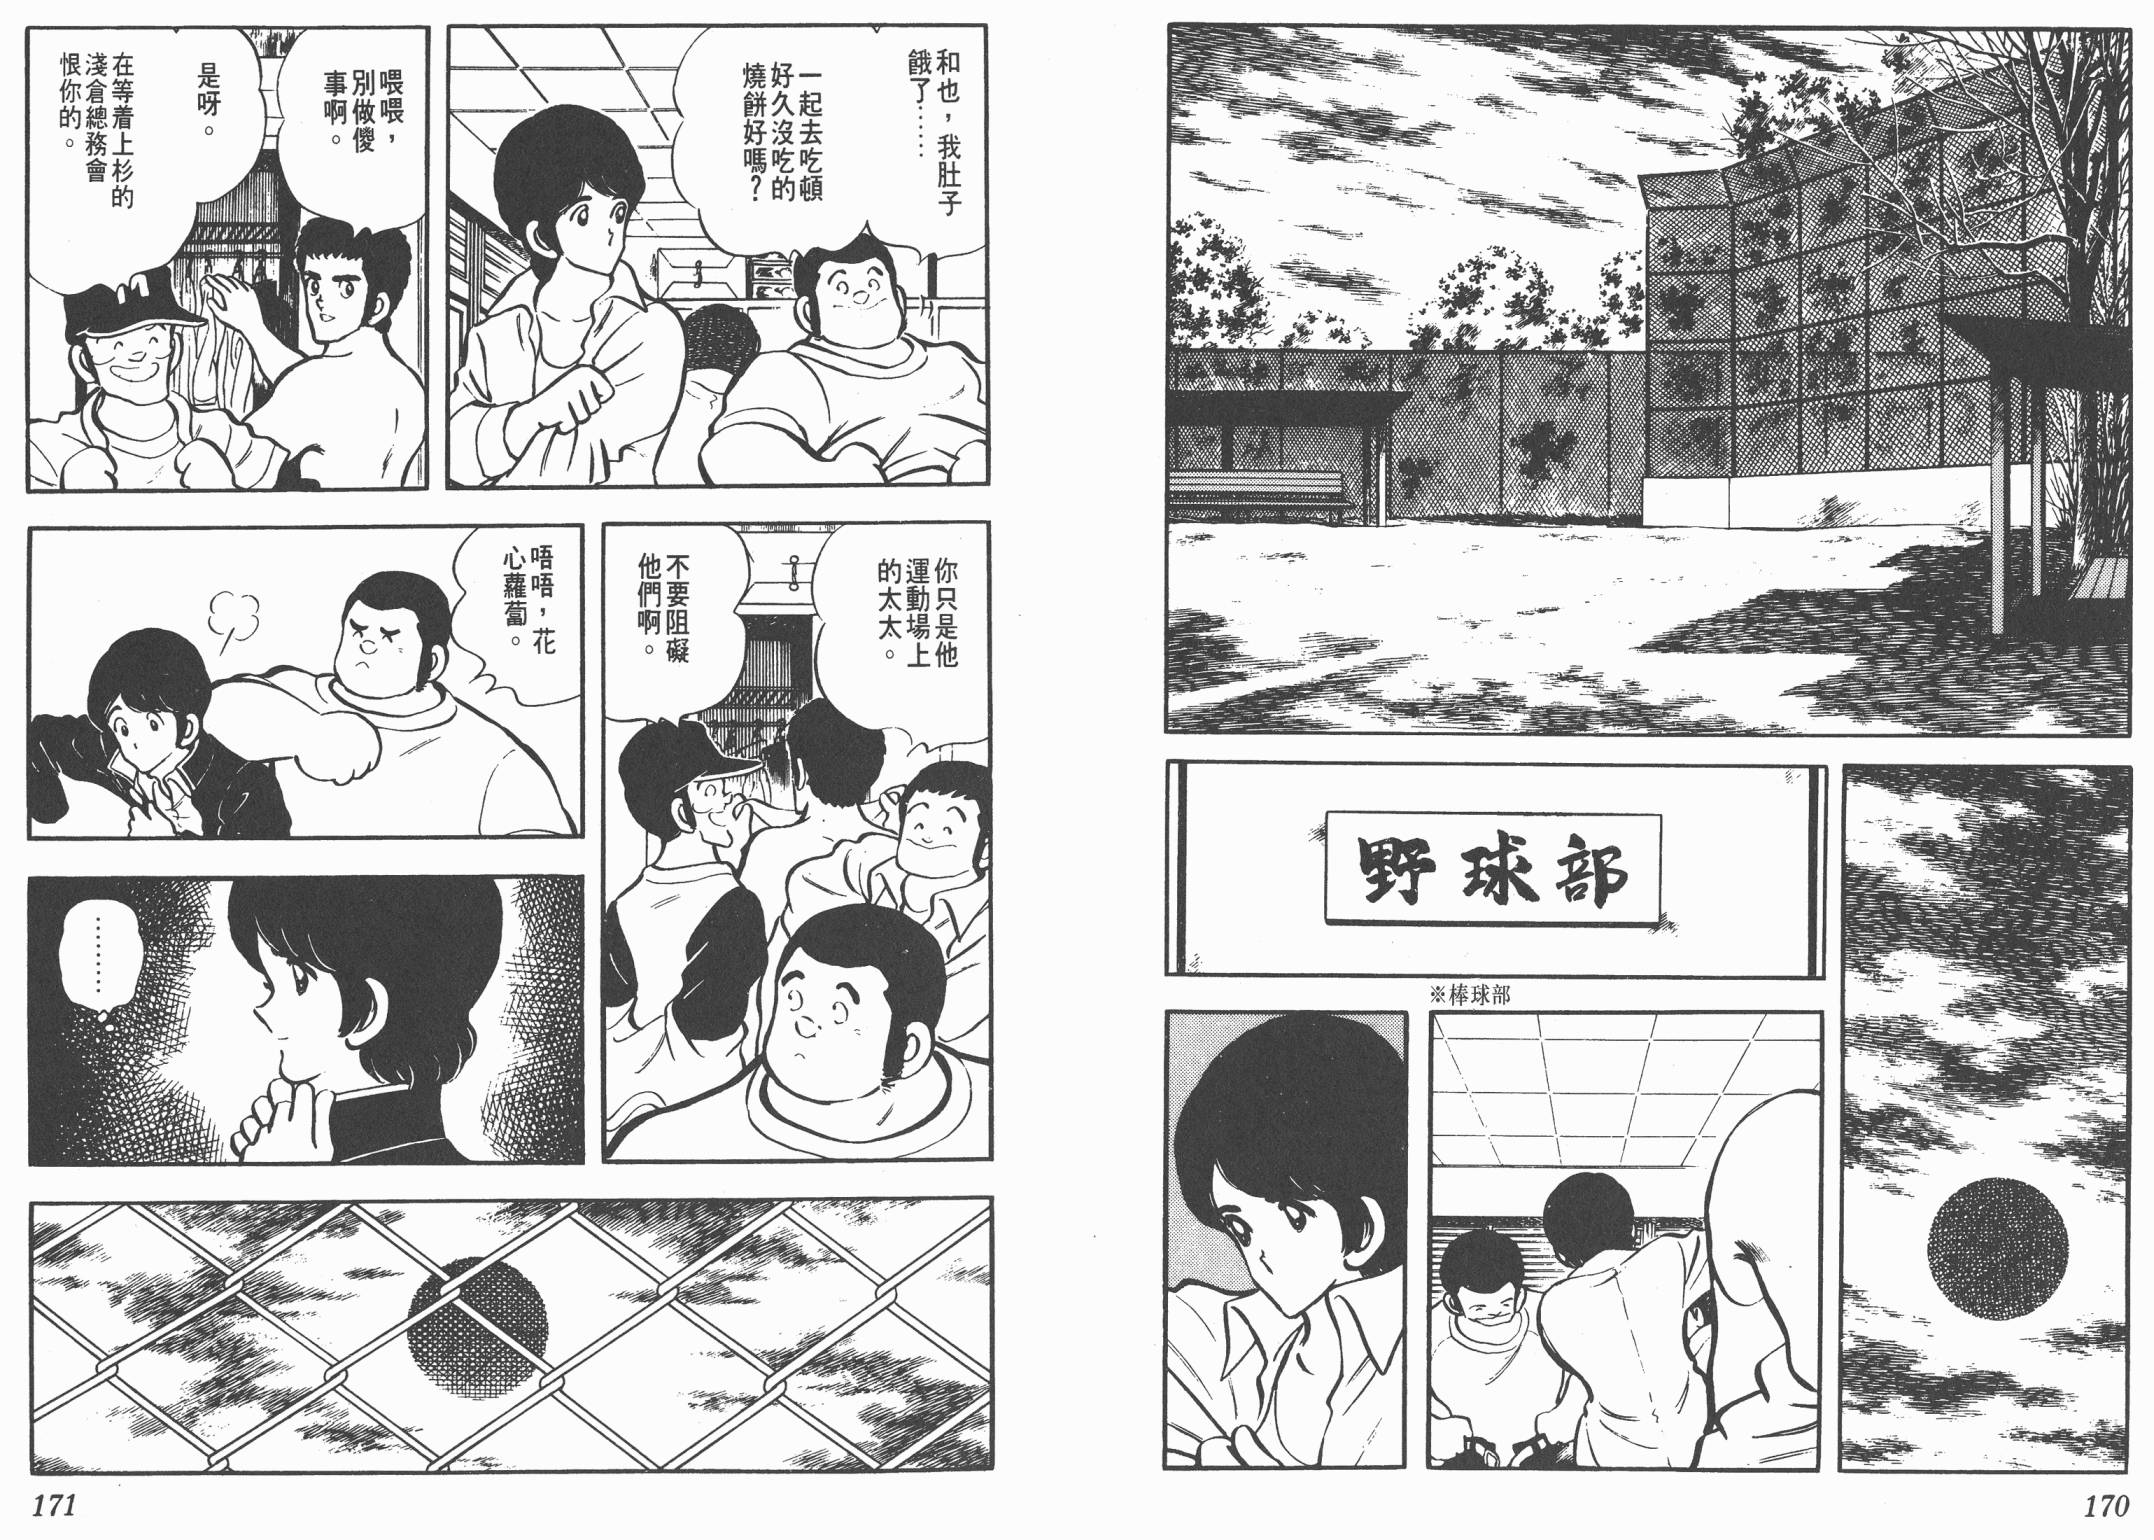 野球部
※棒球部
170
和也，我肚子
餓了……
一起去吃頓
好久沒吃的
燒餅好嗎？
喂喂，
別做傻
事啊。
是呀。
在等着上杉的
淺倉總務會
恨你的。
你只是他
運動場上
的太太。
不要阻礙
他們啊。
唔唔，花
心蘿蔔。
………
171